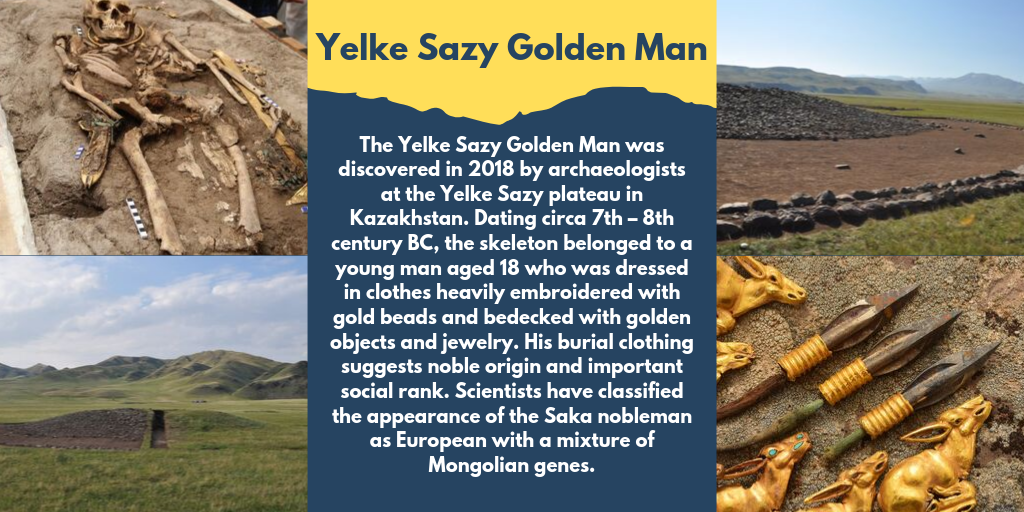 Yelke Sazy Golden Man
The Yelke Sazy Golden Man was
discovered in 2018 by archaeologists
at the Yelke Sazy plateau in
Kazakhstan. Dating circa 7th – 8th
century BC, the skeleton belonged to a
young man aged 18 who was dressed
in clothes heavily embroidered with
gold beads and bedecked with golden
objects and jewelry. His burial clothing
suggests noble origin and important
social rank. Scientists have classified
the appearance of the Saka nobleman
as European with a mixture of
Mongolian genes.